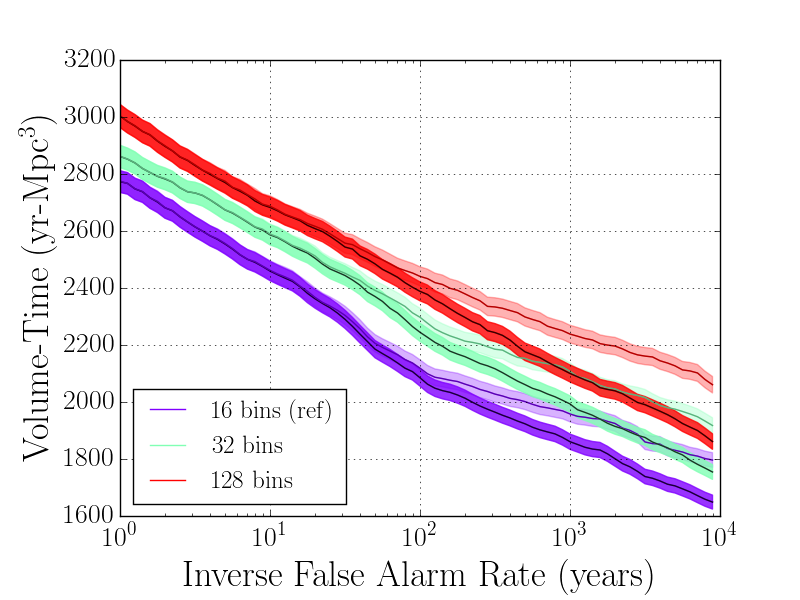 3200
3000
2800
2600
2400
2200
2000
1800
1600
Volume-Time (yr-Mpc³)
16 bins (ref)
32 bins
128 bins
10⁰ 10¹ 10² 10³ 10⁴
Inverse False Alarm Rate (years)